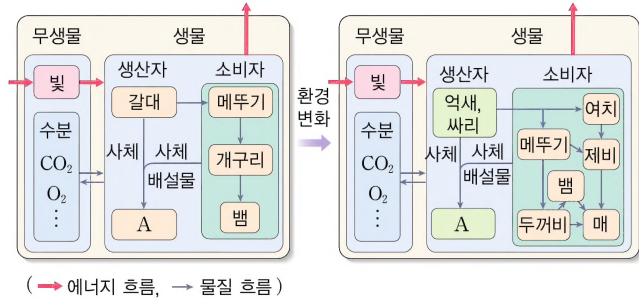 무생물
생물
빛
수분
CO₂
O₂
⋮
생산자
갈대
사체
A
사체
배설물
소비자
메뚜기
개구리
뱀
환경
변화
무생물
생물
빛
수분
CO₂
O₂
⋮
생산자
억새,
싸리
사체
A
사체
배설물
소비자
여치
메뚜기
제비
뱀
두꺼비
매
( → 에너지 흐름, → 물질 흐름 )